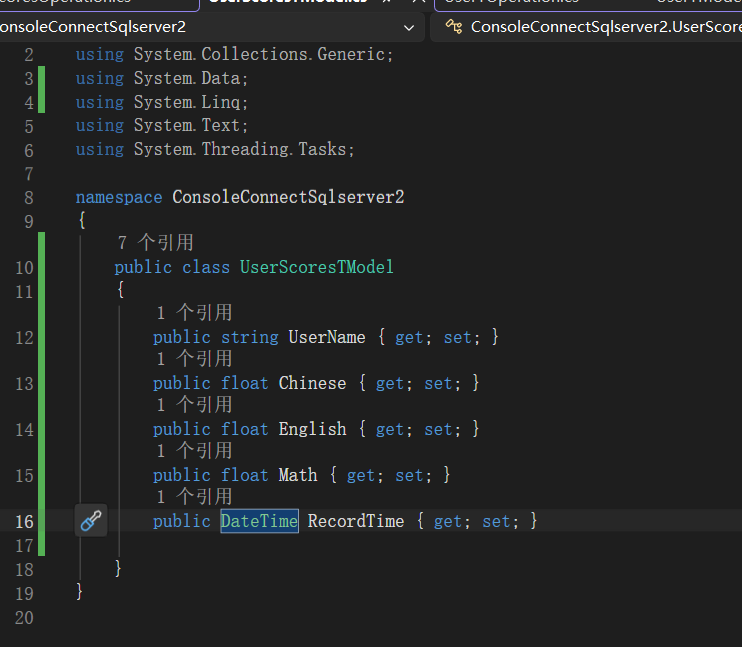 UserScoresTModel.cs
onsoleConnectSqlserver2
ConsoleConnectSqlserver2.UserScore
2 using System.Collections.Generic;
3 using System.Data;
4 using System.Linq;
5 using System.Text;
6 using System.Threading.Tasks;
7
8 namespace ConsoleConnectSqlserver2
9 {
7 个引用
10 public class UserScoresTModel
11 {
1 个引用
12 public string UserName { get; set; }
1 个引用
13 public float Chinese { get; set; }
1 个引用
14 public float English { get; set; }
1 个引用
15 public float Math { get; set; }
1 个引用
16 public DateTime RecordTime { get; set; }
17
18 }
19 }
20